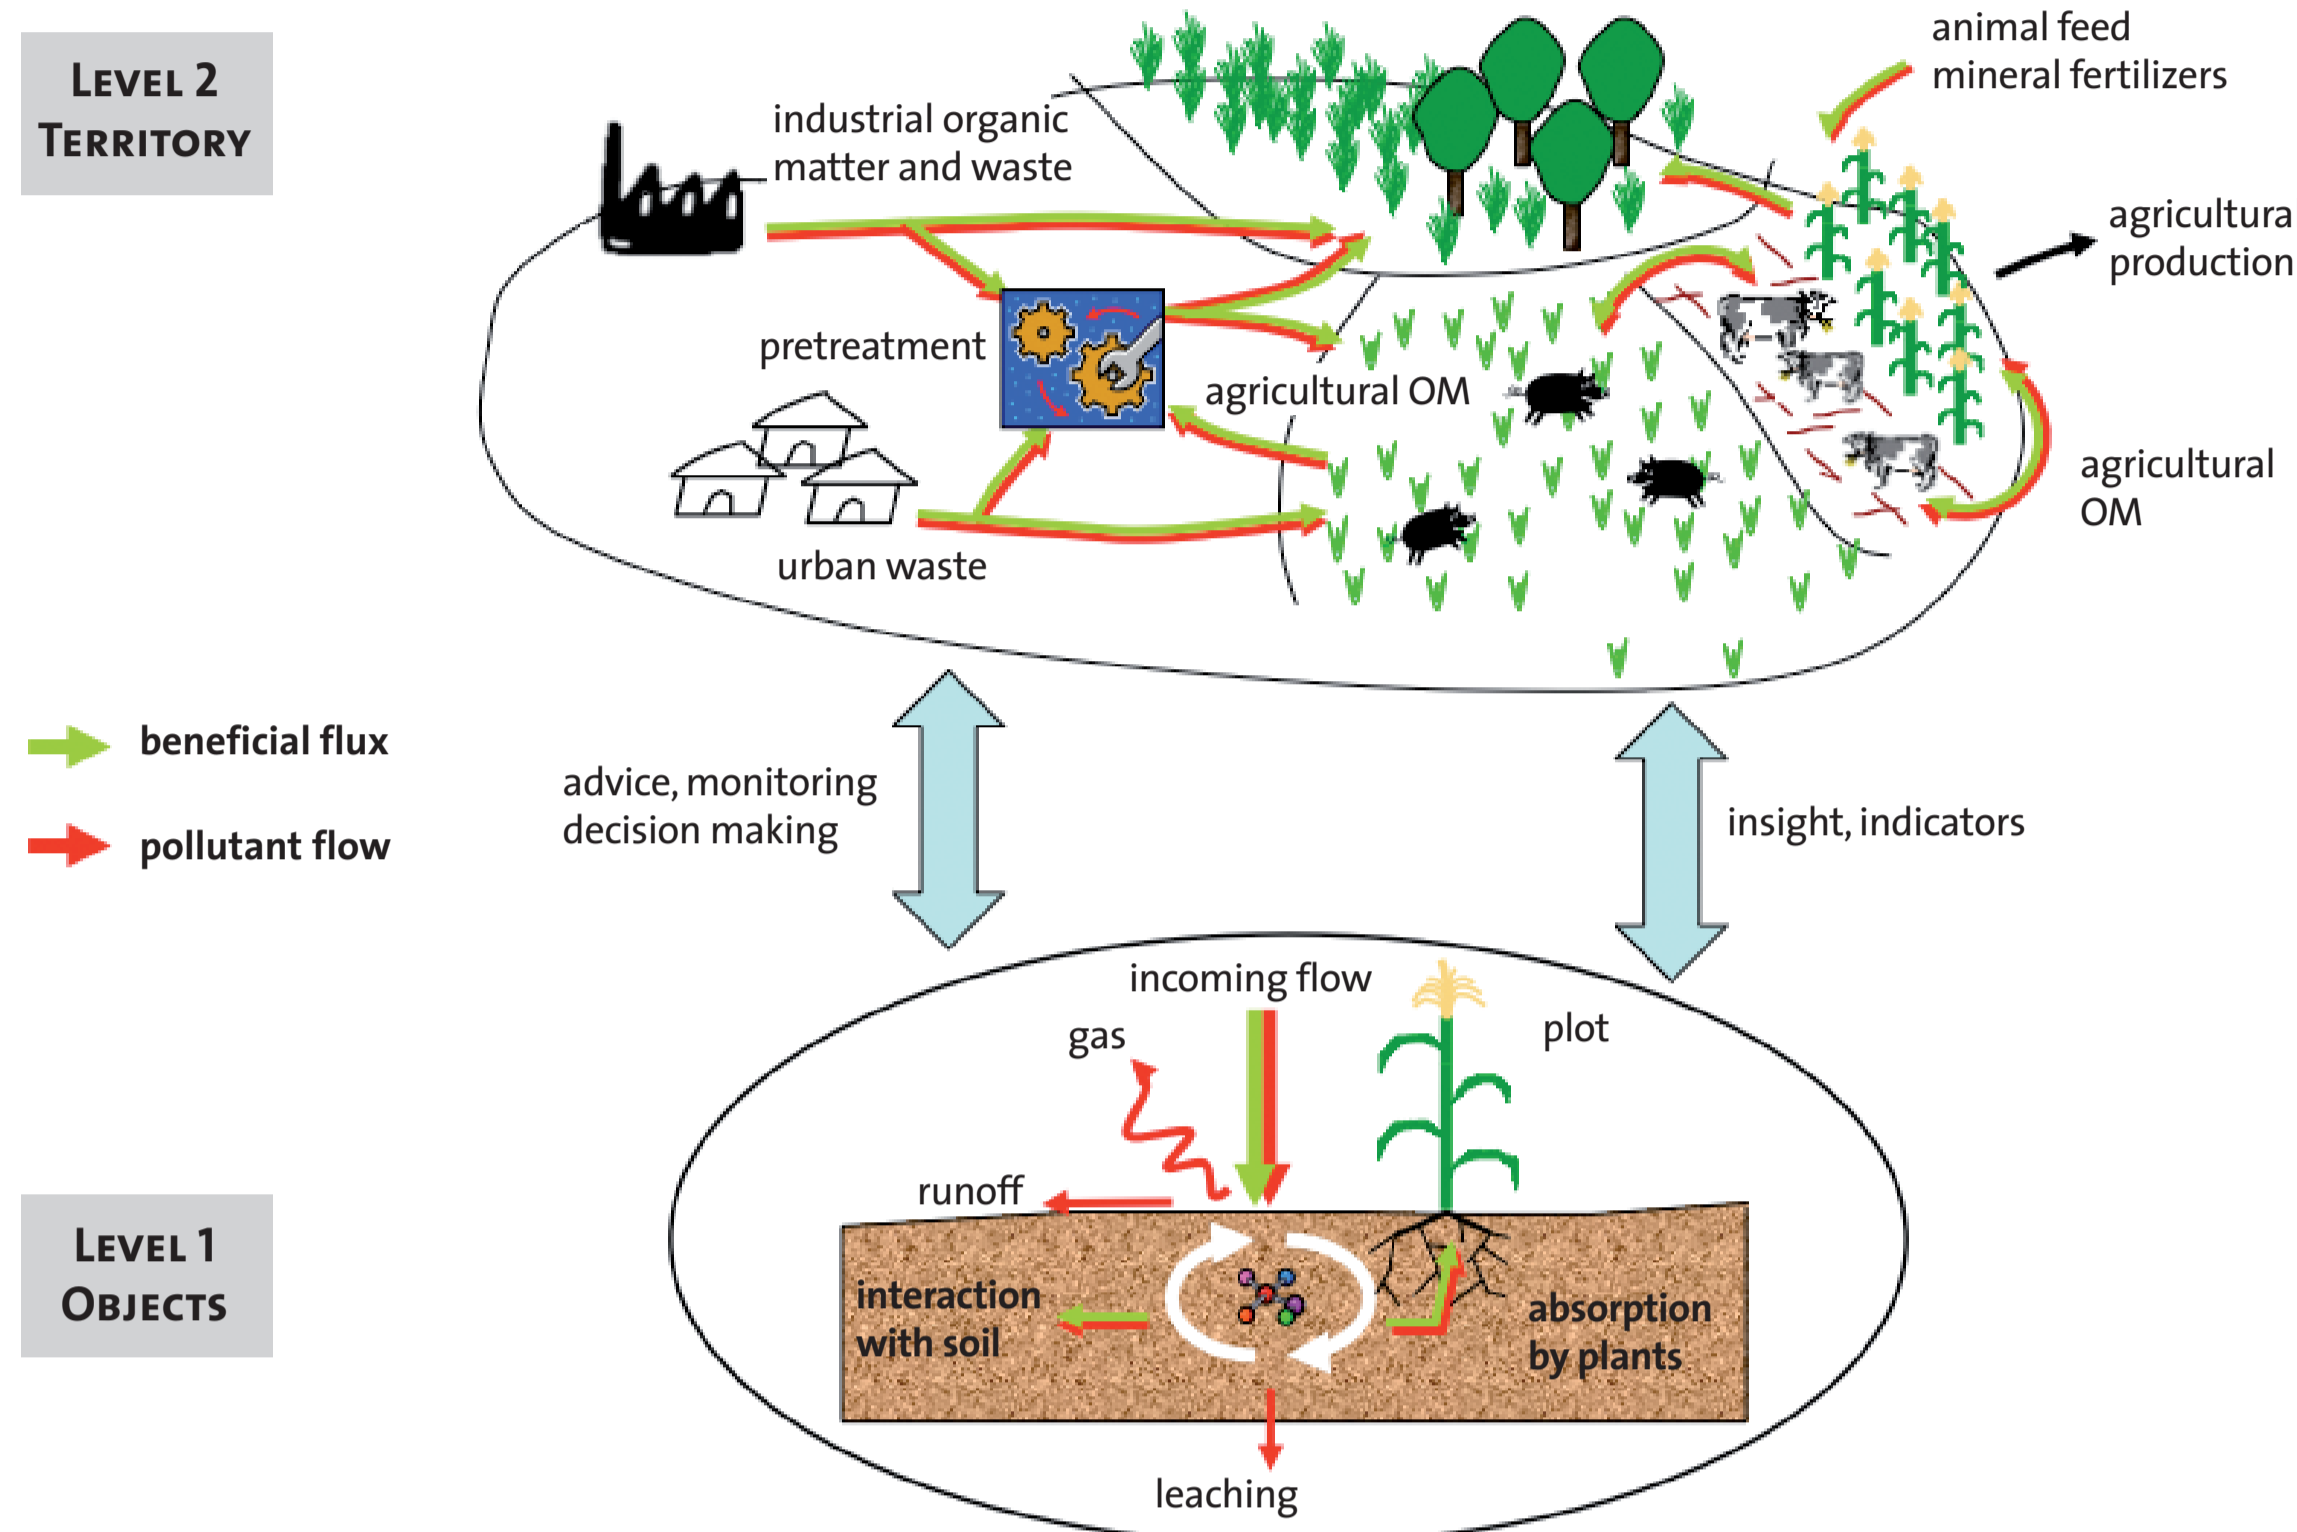 LEVEL 2
TERRITORY
animal feed
mineral fertilizers
industrial organic
matter and waste
agricultura
production
pretreatment
agricultural OM
agricultural
OM
urban waste
beneficial flux
pollutant flow
advice, monitoring
decision making
insight, indicators
incoming flow
gas
plot
runoff
LEVEL 1
OBJECTS
interaction
with soil
absorption
by plants
leaching